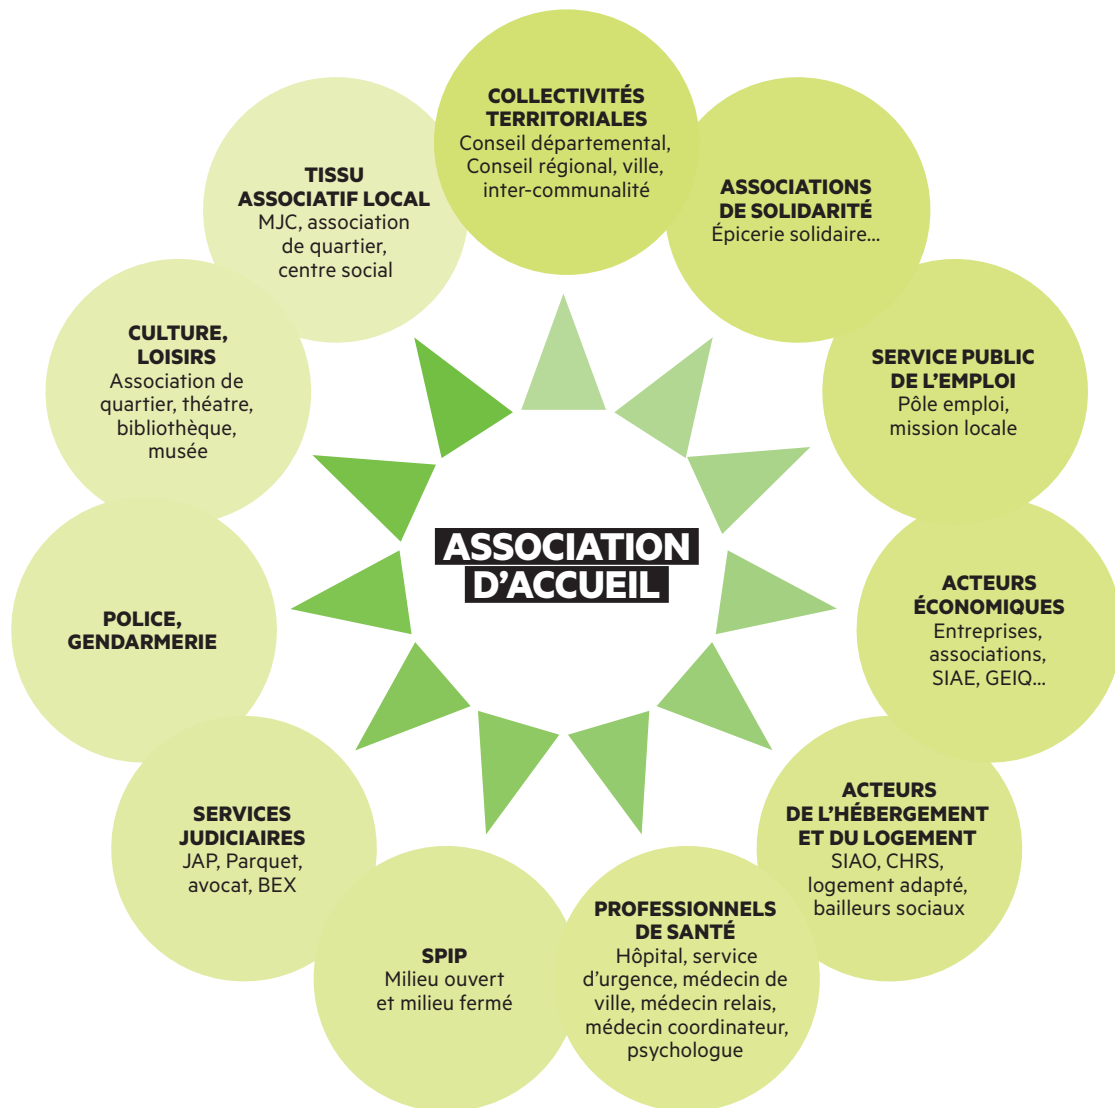 COLLECTIVITÉS
TERRITORIALES
Conseil départemental,
Conseil régional, ville,
inter-communalité
ASSOCIATIONS
DE SOLIDARITÉ
Épicerie solidaire...
SERVICE PUBLIC
DE L’EMPLOI
Pôle emploi,
mission locale
ACTEURS
ÉCONOMIQUES
Entreprises,
associations,
SIAE, GEIQ...
ACTEURS
DE L’HÉBERGEMENT
ET DU LOGEMENT
SIAO, CHRS,
logement adapté,
bailleurs sociaux
PROFESSIONNELS
DE SANTÉ
Hôpital, service
d’urgence, médecin de
ville, médecin relais,
médecin coordinateur,
psychologue
SPIP
Milieu ouvert
et milieu fermé
SERVICES
JUDICIAIRES
JAP, Parquet,
avocat, BEX
POLICE,
GENDARMERIE
CULTURE,
LOISIRS
Association de
quartier, théatre,
bibliothèque,
musée
TISSU
ASSOCIATIF LOCAL
MJC, association
de quartier,
centre social
ASSOCIATION
D’ACCUEIL